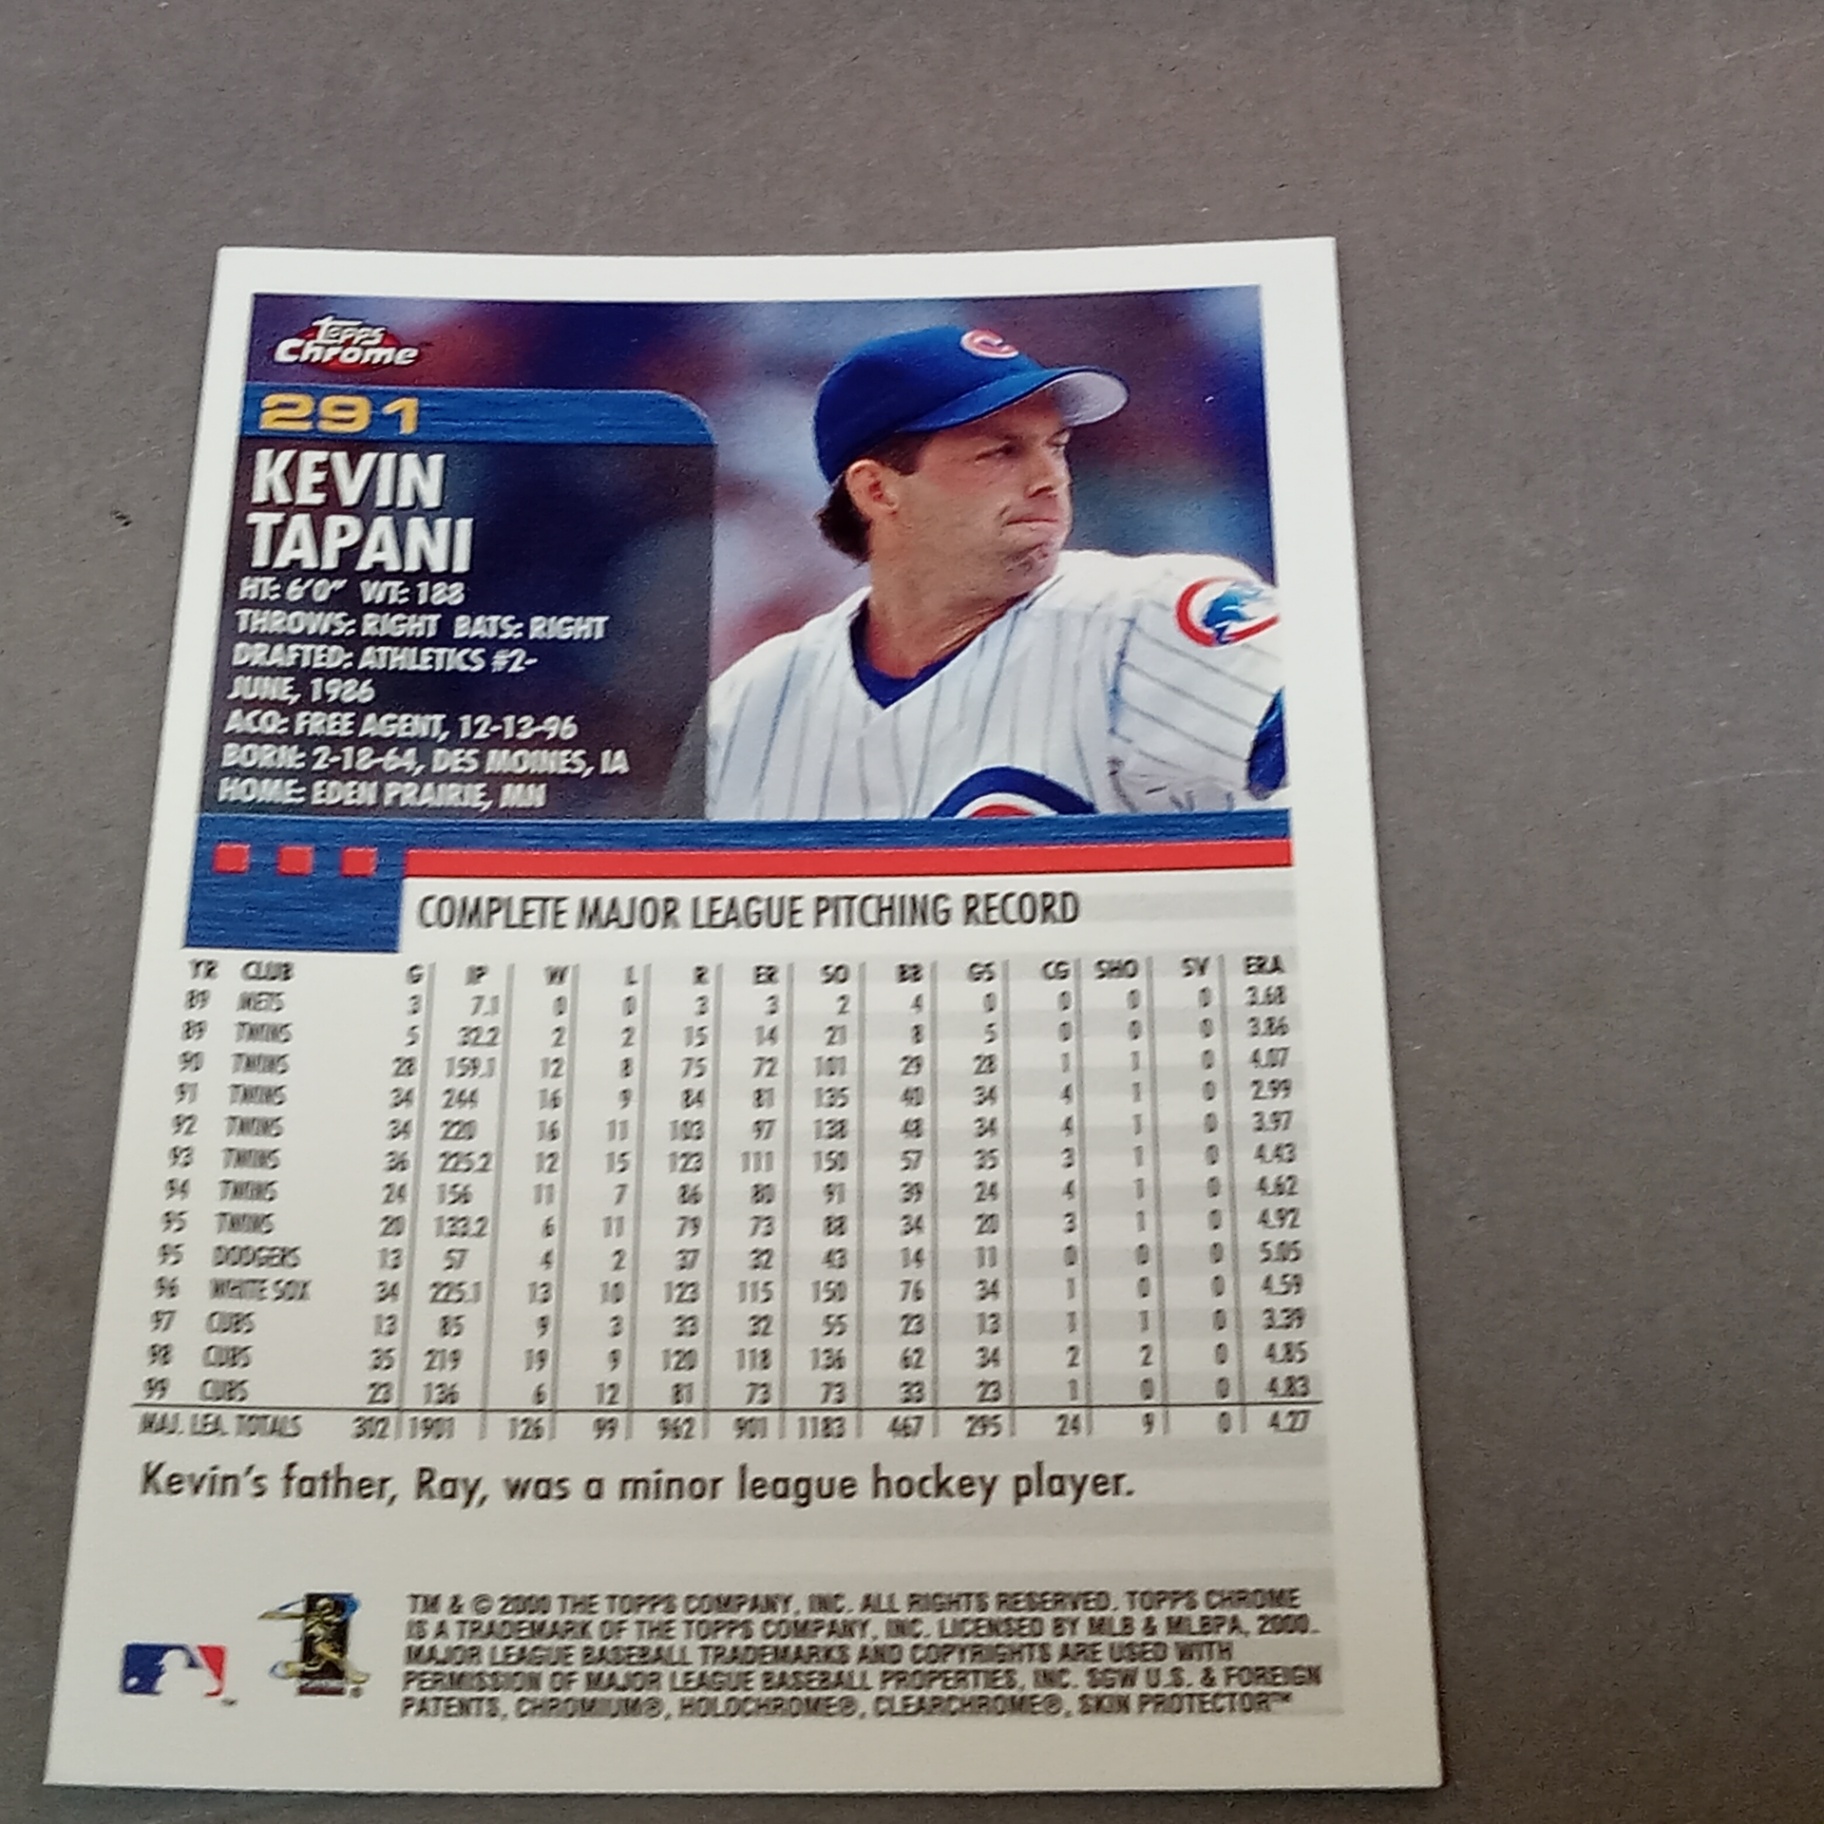 Topps
Chrome
291
KEVIN
TAPANI
HT: 6'0" WT: 188
THROWS: RIGHT BATS: RIGHT
DRAFTED: ATHLETICS #2-
JUNE, 1986
ACQ: FREE AGENT, 12-13-96
BORN: 2-18-64, DES MOINES, IA
HOME: EDEN PRAIRIE, MN
COMPLETE MAJOR LEAGUE PITCHING RECORD
YR CLUB G IP W L R ER SO BB GS CG SHO SV ERA
89 METS 3 7.1 0 0 3 3 2 4 0 0 0 0 3.68
89 TWINS 5 32.2 2 2 15 14 21 8 5 0 0 0 3.86
90 TWINS 28 159.1 12 8 75 72 101 29 28 1 1 0 4.07
91 TWINS 34 244 16 9 84 81 135 40 34 4 1 0 2.99
92 TWINS 34 220 16 11 103 97 138 48 34 4 1 0 3.97
93 TWINS 36 225.2 12 15 123 111 150 57 35 3 1 0 4.43
94 TWINS 24 156 11 7 86 80 91 39 24 4 1 0 4.62
95 TWINS 20 133.2 6 11 79 73 88 34 20 3 1 0 4.92
95 DODGERS 13 57 4 2 37 32 43 14 11 0 0 0 5.05
96 WHITE SOX 34 225.1 13 10 123 115 150 76 34 1 0 0 4.59
97 CUBS 13 85 9 3 33 32 55 23 13 1 1 0 3.39
98 CUBS 35 219 19 9 120 118 136 62 34 2 2 0 4.85
99 CUBS 23 136 6 12 81 73 73 33 23 1 0 0 4.83
MAJ. LEA. TOTALS 302 1901 126 99 962 901 1183 467 295 24 9 0 4.27
Kevin's father, Ray, was a minor league hockey player.
TM & © 2000 THE TOPPS COMPANY, INC. ALL RIGHTS RESERVED. TOPPS CHROME
IS A TRADEMARK OF THE TOPPS COMPANY, INC. LICENSED BY MLB & MLBPA, 2000.
MAJOR LEAGUE BASEBALL TRADEMARKS AND COPYRIGHTS ARE USED WITH
PERMISSION OF MAJOR LEAGUE BASEBALL PROPERTIES, INC. SGW U.S. & FOREIGN
PATENTS, CHROMIUM®, HOLOCHROME®, CLEARCHROME®, SKIN PROTECTOR™